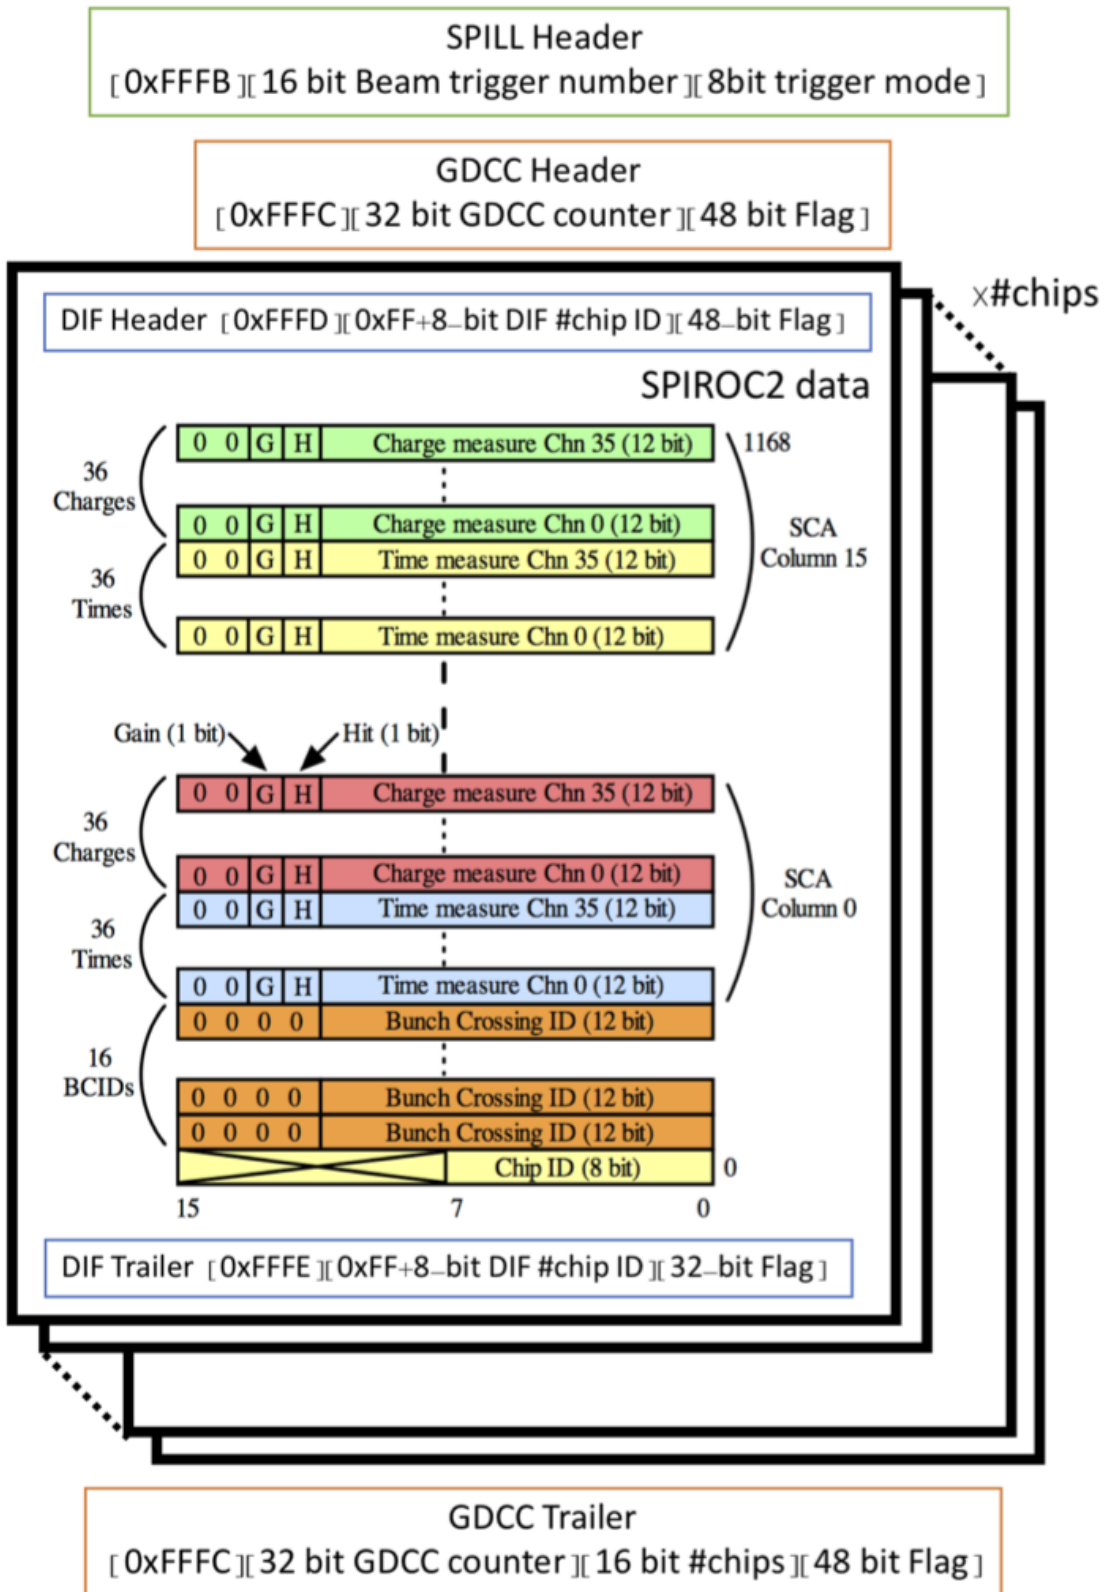 SPILL Header
[0xFFFB][16 bit Beam trigger number][8bit trigger mode]
GDCC Header
[0xFFFC][32 bit GDCC counter][48 bit Flag]
x#chips
DIF Header [0xFFFD][0xFF+8–bit DIF #chip ID][48–bit Flag]
SPIROC2 data
0 0 G H Charge measure Chn 35 (12 bit) 1168
36
Charges
0 0 G H Charge measure Chn 0 (12 bit)
SCA
Column 15
0 0 G H Time measure Chn 35 (12 bit)
36
Times
0 0 G H Time measure Chn 0 (12 bit)
Gain (1 bit) Hit (1 bit)
0 0 G H Charge measure Chn 35 (12 bit)
36
Charges
0 0 G H Charge measure Chn 0 (12 bit)
SCA
Column 0
0 0 G H Time measure Chn 35 (12 bit)
36
Times
0 0 G H Time measure Chn 0 (12 bit)
0 0 0 0 Bunch Crossing ID (12 bit)
16
BCIDs
0 0 0 0 Bunch Crossing ID (12 bit)
0 0 0 0 Bunch Crossing ID (12 bit)
Chip ID (8 bit) 0
15 7 0
DIF Trailer [0xFFFE][0xFF+8–bit DIF #chip ID][32–bit Flag]
GDCC Trailer
[0xFFFC][32 bit GDCC counter][16 bit #chips][48 bit Flag]